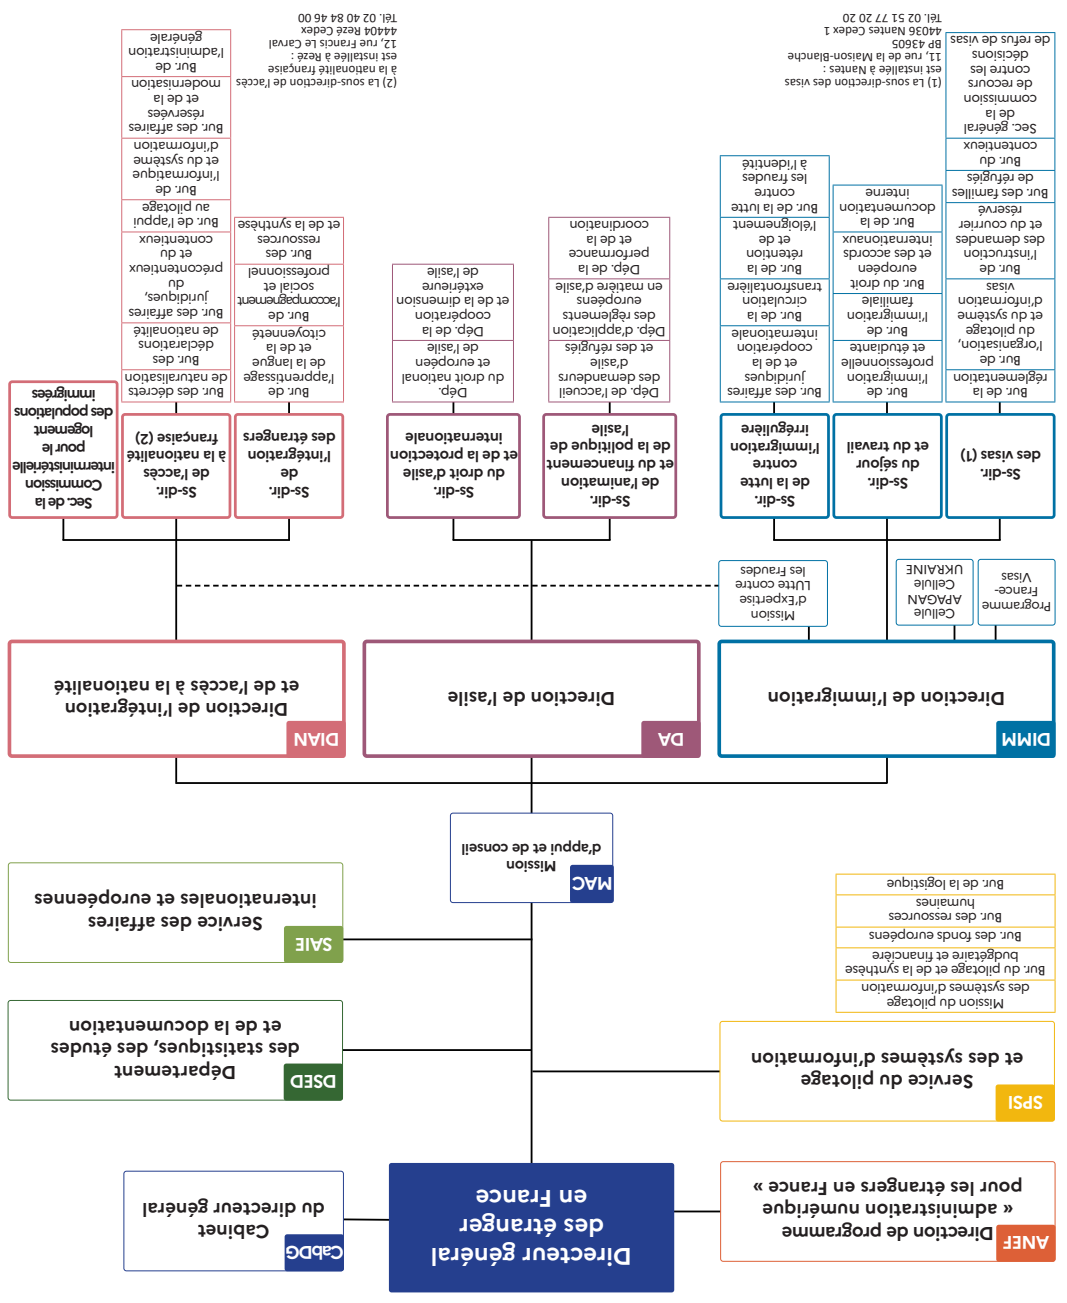 Directeur général
des étranger
en France
ANEF
Direction de programme
« administration numérique
pour les étrangers en France »
CabDG
Cabinet
du directeur général
SPSI
Service du pilotage
et des systèmes d'information
Mission du pilotage
des systèmes d'information
Bur. du pilotage et de la synthèse
budgétaire et financière
Bur. des fonds européens
Bur. des ressources
humaines
Bur. de la logistique
DSED
Département
des statistiques, des études
et de la documentation
SAIE
Service des affaires
internationales et européennes
MAC
Mission
d'appui et de conseil
DIMM
Direction de l'immigration
Programme
France-
Visas
Cellule
APAGAN
Cellule
UKRAINE
Mission
d'Expertise
LUtte contre
les Fraudes
Ss-dir.
des visas (1)
Bur. de la
réglementation
Bur. de
l'organisation,
du pilotage
et du système
d'information
visas
Bur. de
l'instruction
des demandes
et du courrier
réservé
Bur. des familles
de réfugiés
Bur. du
contentieux
Sec. général
de la
commission
de recours
contre les
décisions
de refus de visas
Ss-dir.
du séjour
et du travail
Bur. de
l'immigration
professionnelle
et étudiante
Bur. de
l'immigration
familiale
Bur. du droit
européen
et des accords
internationaux
Bur. de la
documentation
interne
Ss-dir.
de la lutte
contre
l'immigration
irrégulière
Bur. des affaires
juridiques
et de la
coopération
internationale
Bur. de la
circulation
transfrontalière
Bur. de la
rétention
et de
l'éloignement
Bur. de la lutte
contre
les fraudes
à l'identité
DA
Direction de l'asile
Ss-dir.
de l'animation
et du financement
de la politique de
l'asile
Dép. de l'accueil
des demandeurs
d'asile
et des réfugiés
Dép. d'application
des règlements
européens
en matière d'asile
Dép. de la
performance
et de la
coordination
Ss-dir.
du droit d'asile
et de la protection
internationale
Dép.
du droit national
et européen
de l'asile
Dép. de la
coopération
et de la dimension
extérieure
de l'asile
DIAN
Direction de l'intégration
et de l'accès à la nationalité
Ss-dir.
de
l'intégration
des étrangers
Bur. de
l'apprentissage
de la langue
et de la
citoyenneté
Bur. de
l'accompagnement
social et
professionnel
Bur. des
ressources
et de la synthèse
Ss-dir.
de l'accès
à la nationalité
française (2)
Bur. des décrets
de naturalisation
Bur. des
déclarations
de nationalité
Bur. des affaires
juridiques,
du
précontentieux
et du
contentieux
Bur. de l'appui
au pilotage
Bur. de
l'informatique
et du système
d'information
Bur. des affaires
réservées
et de la
modernisation
Bur. de
l'administration
générale
Sec. de la
Commission
interministérielle
pour le
logement
des populations
immigrées
(1) La sous-direction des visas
est installée à Nantes :
11, rue de la Maison-Blanche
BP 43605
44036 Nantes Cedex 1
Tél. 02 51 77 20 20
(2) La sous-direction de l'accès
à la nationalité française
est installée à Rezé :
12, rue Francis Le Carval
44404 Rezé Cedex
Tél. 02 40 84 46 00